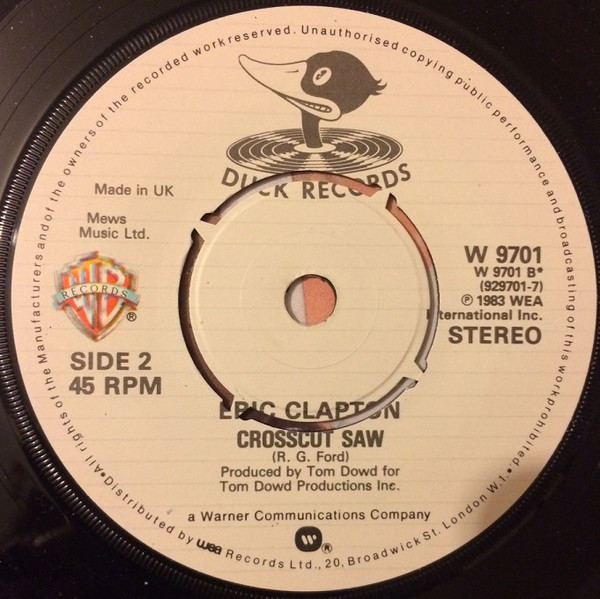 All rights of the Manufacturers and of the owners of the recorded work reserved. Unauthorised copying public performance and broadcasting of this work prohibited.
DUCK RECORDS
Made in UK
Mews
Music Ltd.
WB
RECORDS
®
SIDE 2
45 RPM
W 9701
W 9701 B*
(929701-7)
℗ 1983 WEA
International Inc.
STEREO
ERIC CLAPTON
CROSSCUT SAW
(R. G. Ford)
Produced by Tom Dowd for
Tom Dowd Productions Inc.
a Warner Communications Company
®
• Distributed by wea Records Ltd., 20, Broadwick St. London W.1. •